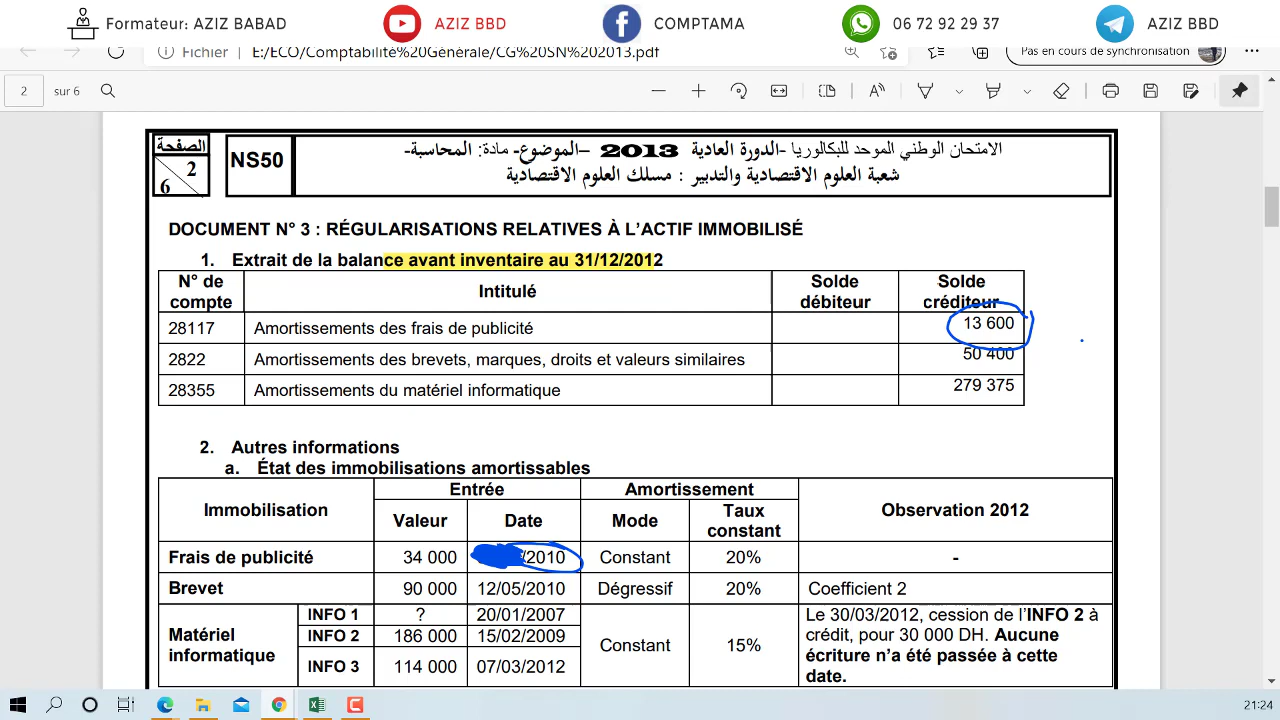 Formateur: AZIZ BABAD AZIZ BBD COMPTAMA 06 72 92 29 37 AZIZ BBD
Fichier E:/ECO/Comptabilité%20Générale/CG%20SN%202013.pdf Pas en cours de synchronisation
2 sur 6
الصفحة
2
6
NS50
الامتحان الوطني الموحد للبكالوريا -الدورة العادية 2013 -الموضوع- مادة: المحاسبة-
شعبة العلوم الاقتصادية والتدبير : مسلك العلوم الاقتصادية
DOCUMENT N° 3 : RÉGULARISATIONS RELATIVES À L'ACTIF IMMOBILISÉ
1. Extrait de la balance avant inventaire au 31/12/2012
N° de compte Intitulé Solde débiteur Solde créditeur
28117 Amortissements des frais de publicité 13 600
2822 Amortissements des brevets, marques, droits et valeurs similaires 50 400
28355 Amortissements du matériel informatique 279 375
2. Autres informations
a. État des immobilisations amortissables
Immobilisation Entrée Amortissement Observation 2012
Valeur Date Mode Taux constant
Frais de publicité 34 000 /2010 Constant 20% -
Brevet 90 000 12/05/2010 Dégressif 20% Coefficient 2
Matériel informatique Constant 15%
INFO 1 ? 20/01/2007
INFO 2 186 000 15/02/2009
INFO 3 114 000 07/03/2012
Le 30/03/2012, cession de l'INFO 2 à
crédit, pour 30 000 DH. Aucune
écriture n'a été passée à cette
date.
21:24